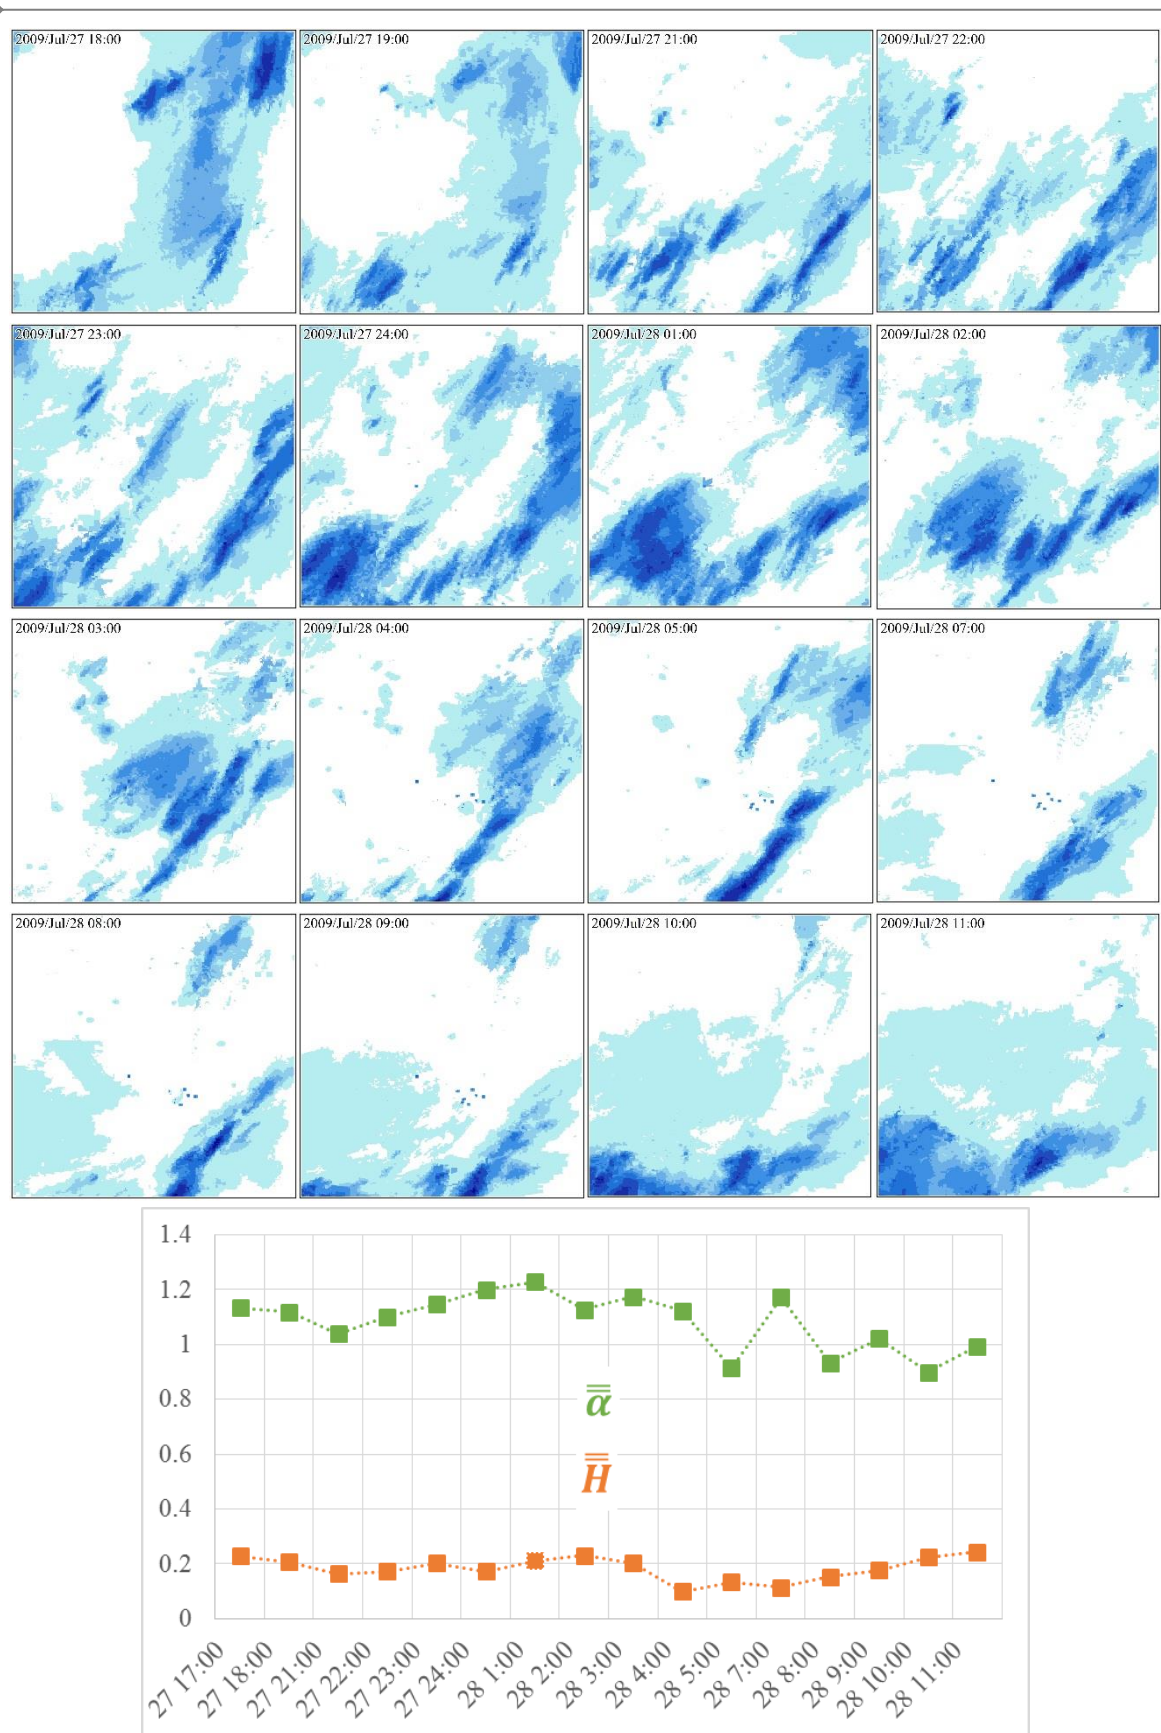 2009/Jul/27 18:00
2009/Jul/27 19:00
2009/Jul/27 21:00
2009/Jul/27 22:00
2009/Jul/27 23:00
2009/Jul/27 24:00
2009/Jul/28 01:00
2009/Jul/28 02:00
2009/Jul/28 03:00
2009/Jul/28 04:00
2009/Jul/28 05:00
2009/Jul/28 07:00
2009/Jul/28 08:00
2009/Jul/28 09:00
2009/Jul/28 10:00
2009/Jul/28 11:00
1.4
1.2
1
0.8
0.6
0.4
0.2
0
α
H
27 17:00
27 18:00
27 21:00
27 22:00
27 23:00
27 24:00
28 1:00
28 2:00
28 3:00
28 4:00
28 5:00
28 7:00
28 8:00
28 9:00
28 10:00
28 11:00